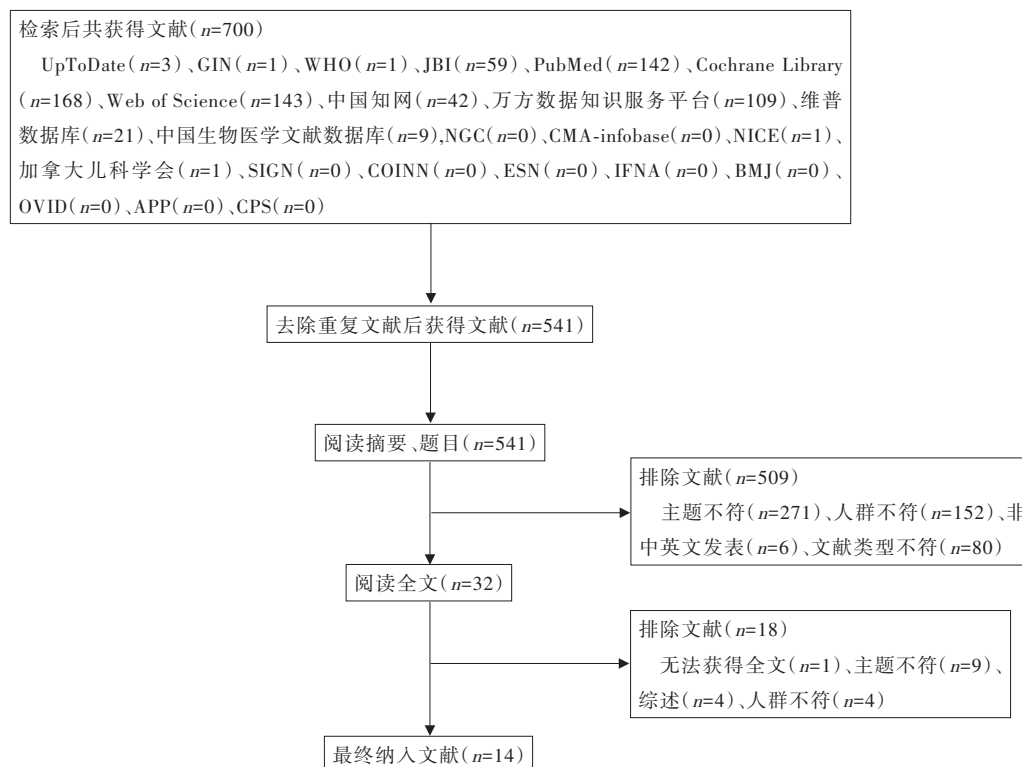 检索后共获得文献(n=700)
UpToDate(n=3)、GIN(n=1)、WHO(n=1)、JBI(n=59)、PubMed(n=142)、Cochrane Library
(n=168)、Web of Science(n=143)、中国知网(n=42)、万方数据知识服务平台(n=109)、维普
数据库(n=21)、中国生物医学文献数据库(n=9),NGC(n=0)、CMA-infobase(n=0)、NICE(n=1)、
加拿大儿科学会(n=1)、SIGN(n=0)、COINN(n=0)、ESN(n=0)、IFNA(n=0)、BMJ(n=0)、
OVID(n=0)、APP(n=0)、CPS(n=0)
去除重复文献后获得文献(n=541)
阅读摘要、题目(n=541)
排除文献(n=509)
主题不符(n=271)、人群不符(n=152)、非
中英文发表(n=6)、文献类型不符(n=80)
阅读全文(n=32)
排除文献(n=18)
无法获得全文(n=1)、主题不符(n=9)、
综述(n=4)、人群不符(n=4)
最终纳入文献(n=14)